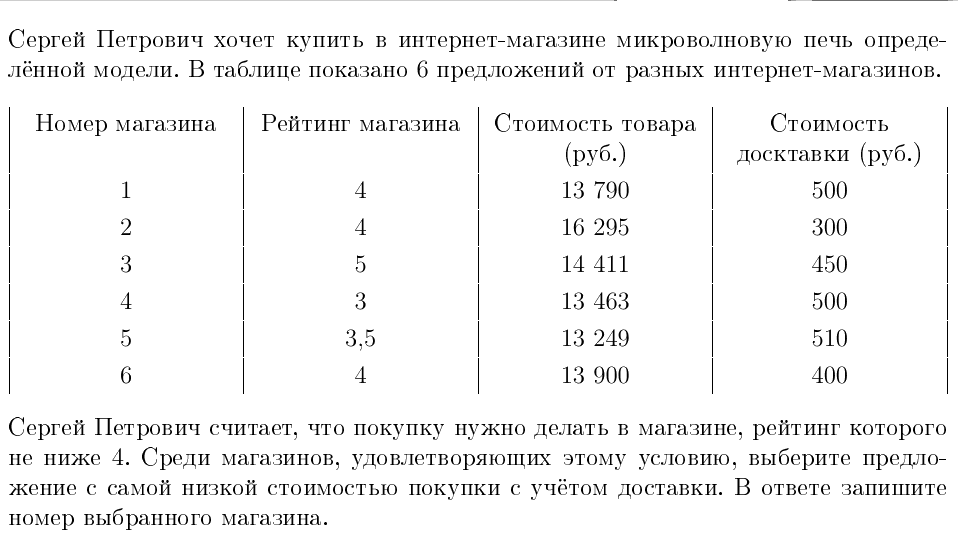 Сергей Петрович хочет купить в интернет-магазине микроволновую печь опреде-
лённой модели. В таблице показано 6 предложений от разных интернет-магазинов.
Номер магазина Рейтинг магазина Стоимость товара (руб.) Стоимость досктавки (руб.)
1 4 13 790 500
2 4 16 295 300
3 5 14 411 450
4 3 13 463 500
5 3,5 13 249 510
6 4 13 900 400
Сергей Петрович считает, что покупку нужно делать в магазине, рейтинг которого
не ниже 4. Среди магазинов, удовлетворяющих этому условию, выберите предло-
жение с самой низкой стоимостью покупки с учётом доставки. В ответе запишите
номер выбранного магазина.